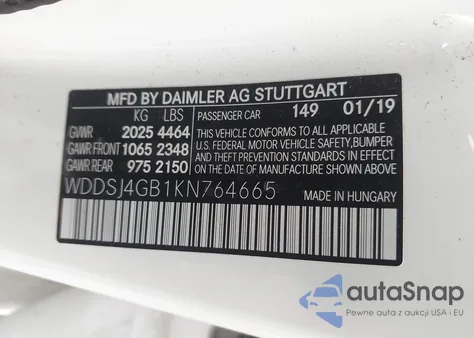 MFD BY DAIMLER AG STUTTGART
KG LBS PASSENGER CAR 149 01/19
GVWR 2025 4464
GAWR FRONT 1065 2348
GAWR REAR 975 2150
THIS VEHICLE CONFORMS TO ALL APPLICABLE
U.S. FEDERAL MOTOR VEHICLE SAFETY,BUMPER
AND THEFT PREVENTION STANDARDS IN EFFECT ON
THE DATE OF MANUFACTURE SHOWN ABOVE.
WDDSJ4GB1KN764665
MADE IN HUNGARY
autoSnap
Pewne auta z aukcji USA i EU